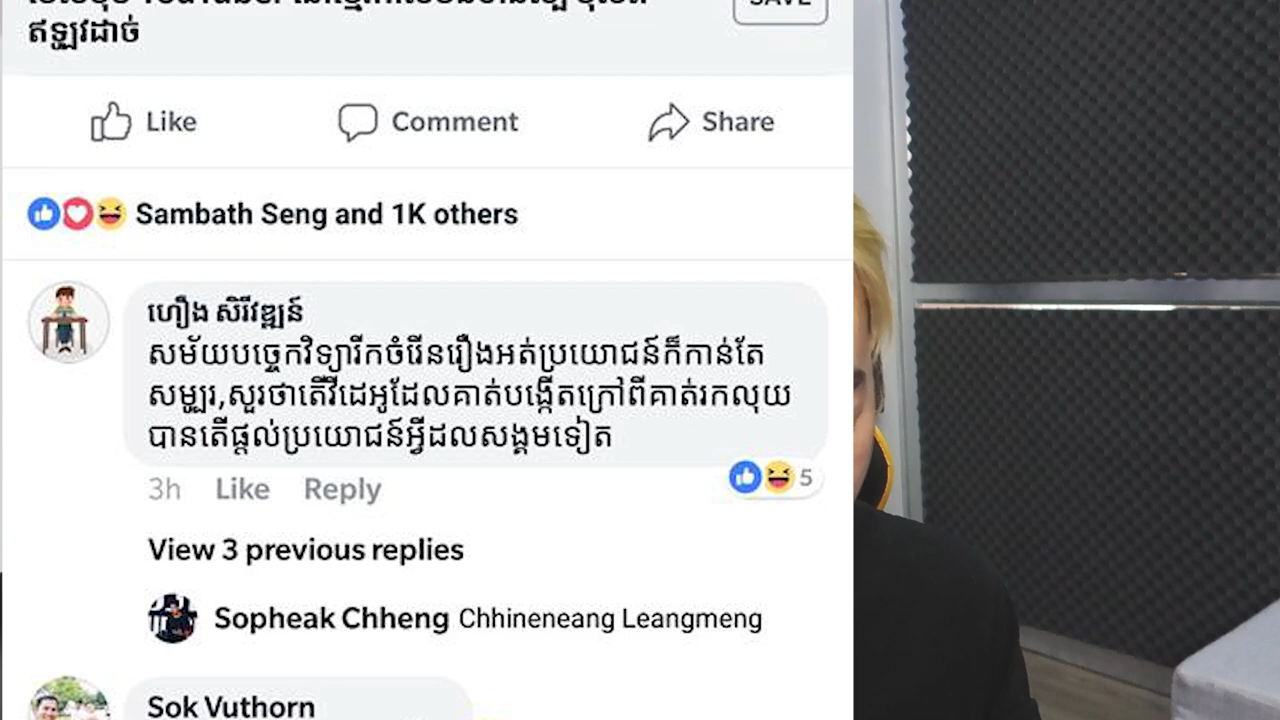 ឥឡូវដាច់
SAVE
Like Comment Share
Sambath Seng and 1K others
ហឿង សិរីវឌ្ឍន៍
សម័យបច្ចេកវិទ្យារីកចំរើនរឿងអត់ប្រយោជន៍ក៏កាន់តែ
សម្បូរ,សួរថាតើវីដេអូដែលគាត់បង្កើតក្រៅពីគាត់រកលុយ
បានតើផ្តល់ប្រយោជន៍អ្វីដលសង្គមទៀត
3h Like Reply 5
View 3 previous replies
Sopheak Chheng Chhineneang Leangmeng
Sok Vuthorn